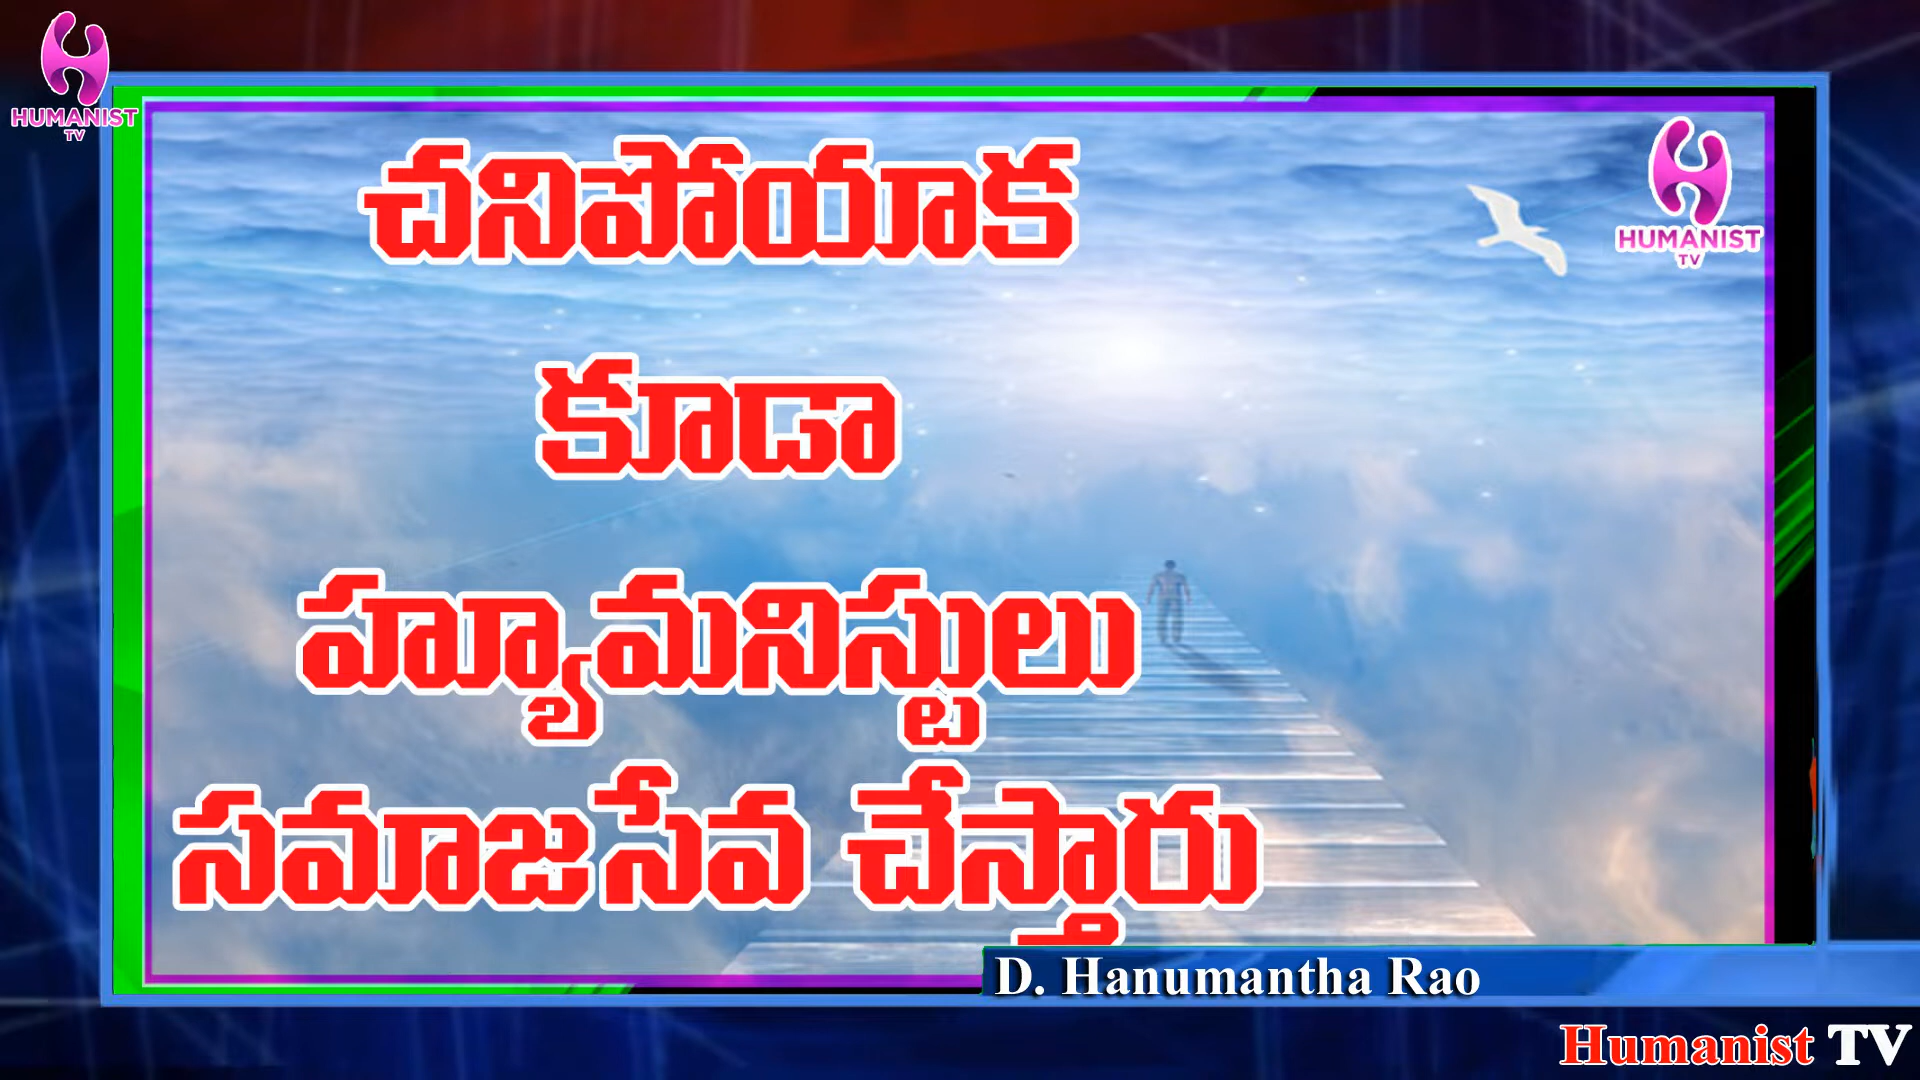 HUMANIST
TV
చనిపోయాక
HUMANIST
TV
కూడా
హ్యూమనిస్టులు
సమాజసేవ చేస్తారు
D. Hanumantha Rao
Humanist TV